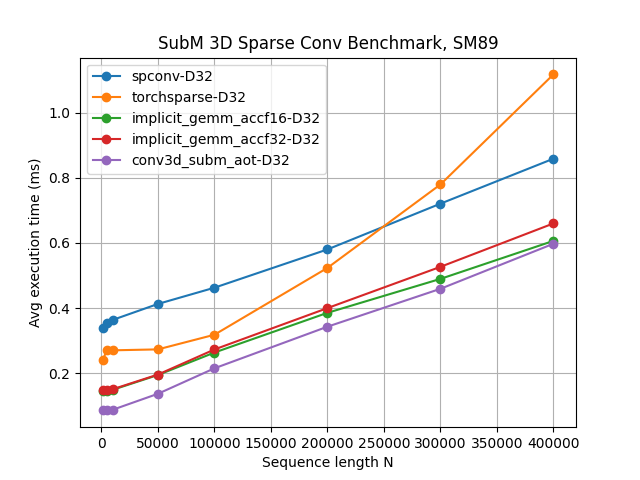 SubM 3D Sparse Conv Benchmark, SM89
spconv-D32
torchsparse-D32
implicit_gemm_accf16-D32
implicit_gemm_accf32-D32
conv3d_subm_aot-D32
Avg execution time (ms)
1.0
0.8
0.6
0.4
0.2
0 50000 100000 150000 200000 250000 300000 350000 400000
Sequence length N